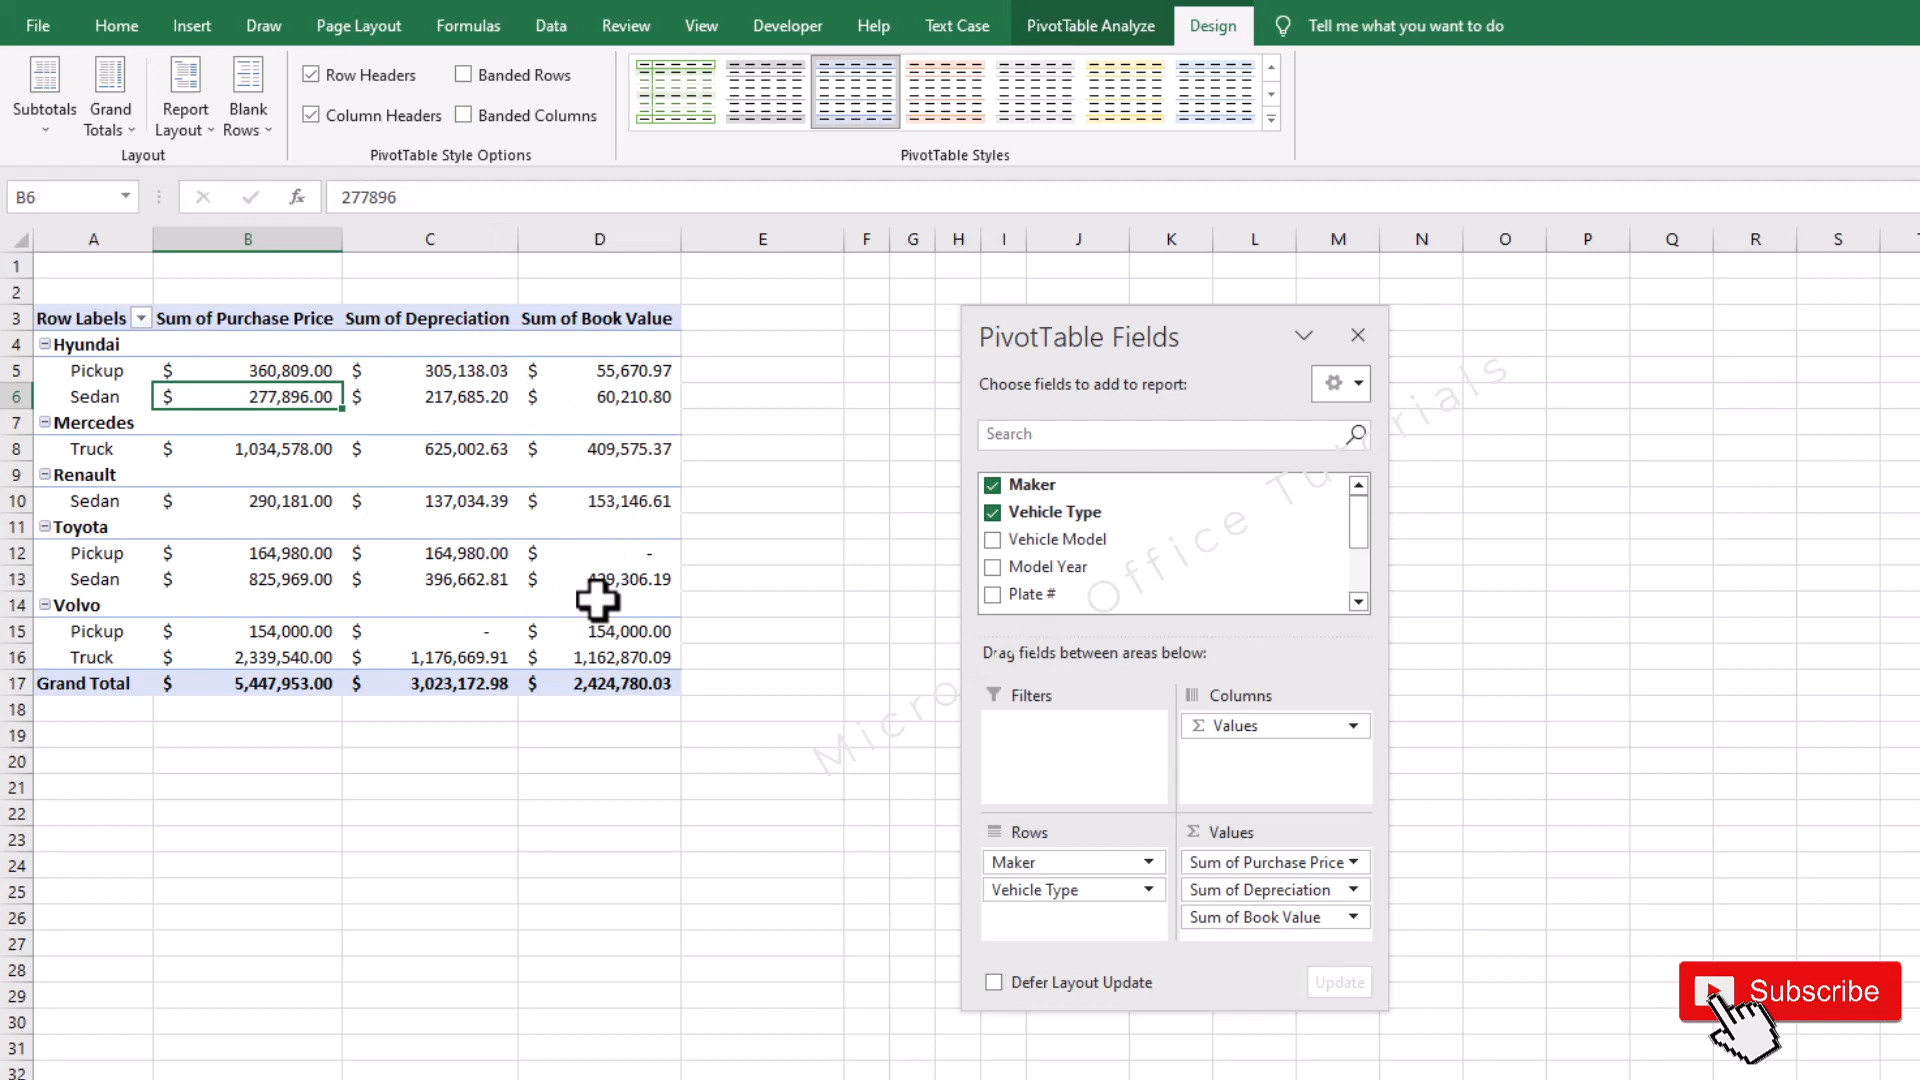 File Home Insert Draw Page Layout Formulas Data Review View Developer Help Text Case PivotTable Analyze Design Tell me what you want to do
Subtotals Grand Totals Report Layout Blank Rows
Row Headers Banded Rows
Column Headers Banded Columns
Layout PivotTable Style Options PivotTable Styles
B6 fx 277896
A B C D E F G H I J K L M N O P Q R S
1
2
3 Row Labels Sum of Purchase Price Sum of Depreciation Sum of Book Value
4 Hyundai
5 Pickup $ 360,809.00 $ 305,138.03 $ 55,670.97
6 Sedan $ 277,896.00 $ 217,685.20 $ 60,210.80
7 Mercedes
8 Truck $ 1,034,578.00 $ 625,002.63 $ 409,575.37
9 Renault
10 Sedan $ 290,181.00 $ 137,034.39 $ 153,146.61
11 Toyota
12 Pickup $ 164,980.00 $ 164,980.00 $ -
13 Sedan $ 825,969.00 $ 396,662.81 $ 429,306.19
14 Volvo
15 Pickup $ 154,000.00 $ - $ 154,000.00
16 Truck $ 2,339,540.00 $ 1,176,669.91 $ 1,162,870.09
17 Grand Total $ 5,447,953.00 $ 3,023,172.98 $ 2,424,780.03
18
19
20
21
22
23
24
25
26
27
28
29
30
31
32
PivotTable Fields
Choose fields to add to report:
Search
Maker
Vehicle Type
Vehicle Model
Model Year
Plate #
Drag fields between areas below:
Filters Columns
Σ Values
Rows Σ Values
Maker Sum of Purchase Price
Vehicle Type Sum of Depreciation
Sum of Book Value
Defer Layout Update Update
Office Tutorials
Subscribe